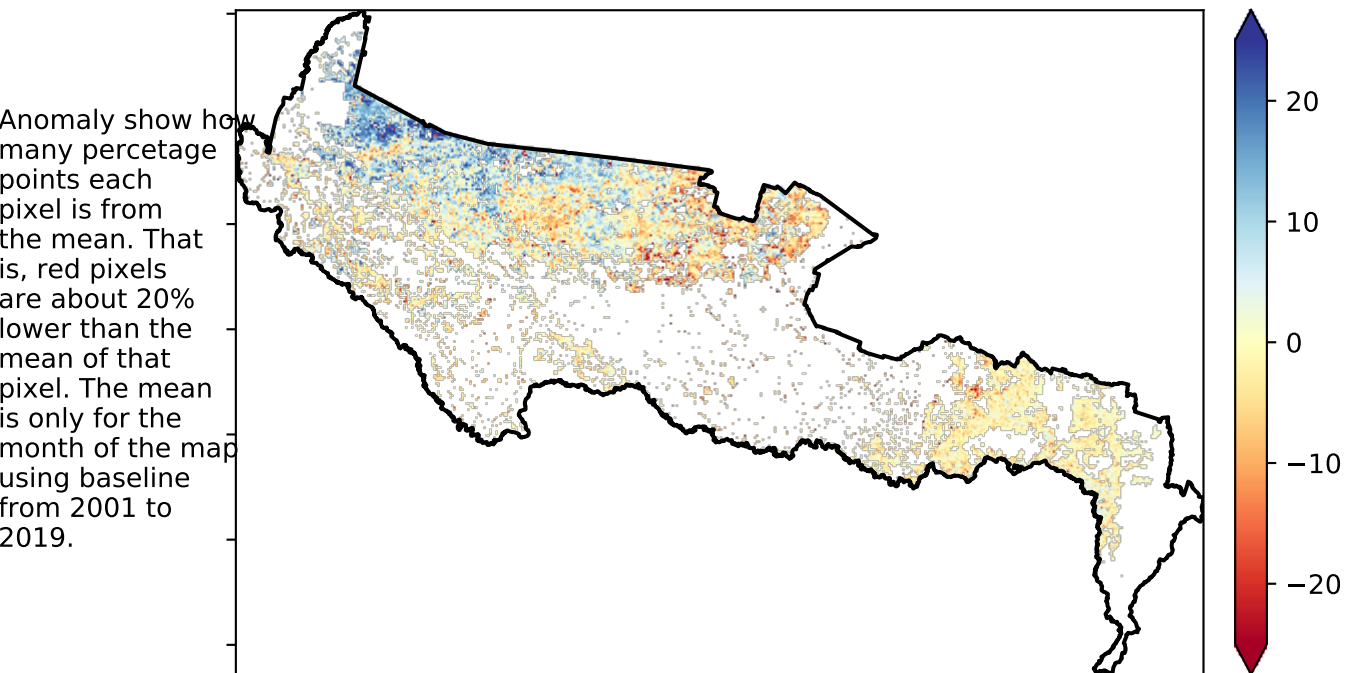 Anomaly show how
many percetage
points each
pixel is from
the mean. That
is, red pixels
are about 20%
lower than the
mean of that
pixel. The mean
is only for the
month of the map
using baseline
from 2001 to
2019.
20
10
0
−10
−20